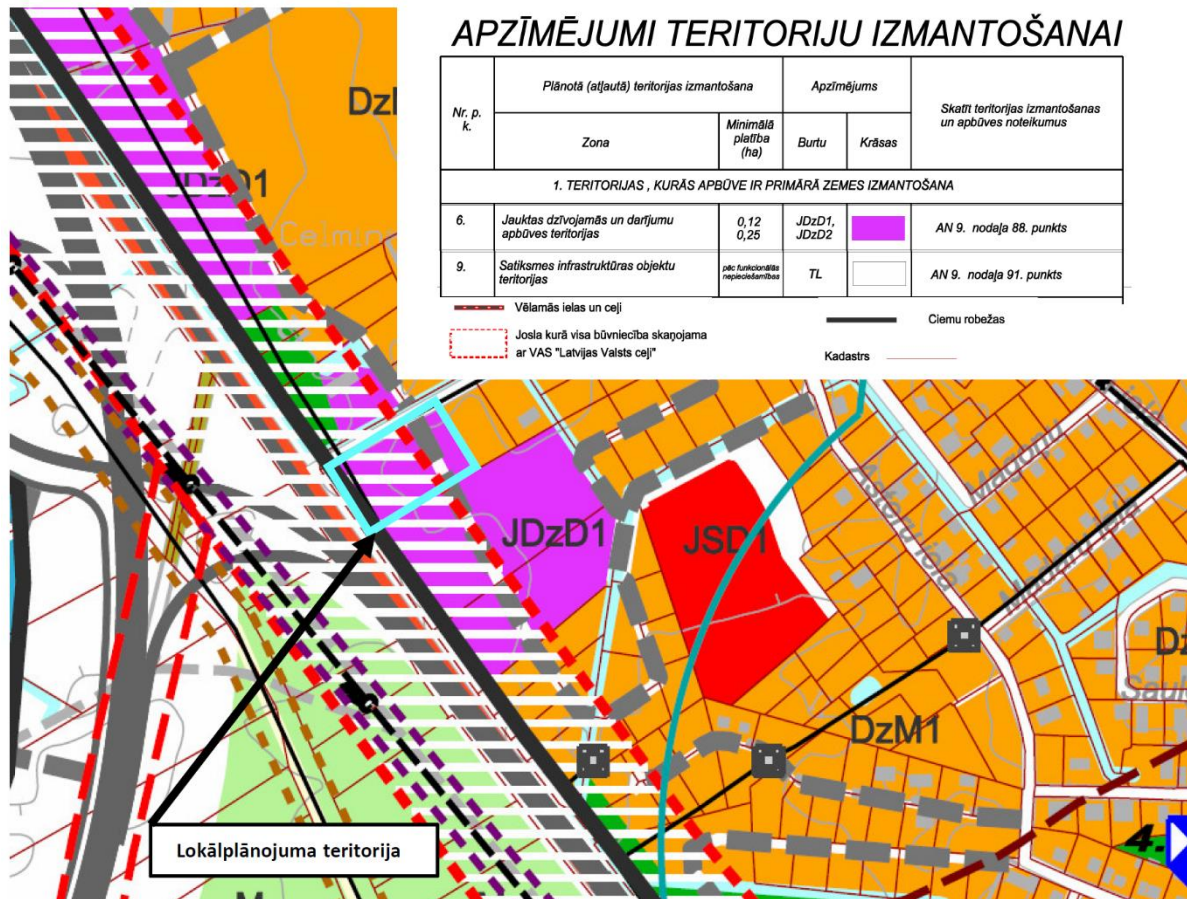 APZĪMĒJUMI TERITORIJU IZMANTOŠANAI
Nr. p. k.
Plānotā (atļautā) teritorijas izmantošana
Apzīmējums
Skatīt teritorijas izmantošanas
un apbūves noteikumus
Zona
Minimālā
platība
(ha)
Burtu
Krāsas
1. TERITORIJAS , KURĀS APBŪVE IR PRIMĀRĀ ZEMES IZMANTOŠANA
6.
Jauktas dzīvojamās un darījumu
apbūves teritorijas
0,12
0,25
JDzD1,
JDzD2
AN 9. nodaļa 88. punkts
9.
Satiksmes infrastruktūras objektu
teritorijas
pēc funkcionālās
nepieciešamības
TL
AN 9. nodaļa 91. punkts
Vēlamās ielas un ceļi
Ciemu robežas
Josla kurā visa būvniecība skaņojama
ar VAS "Latvijas Valsts ceļi"
Kadastrs
JDzD1
JDzD1
JSD1
Magoņu
DzM1
Lokālplānojuma teritorija
4.